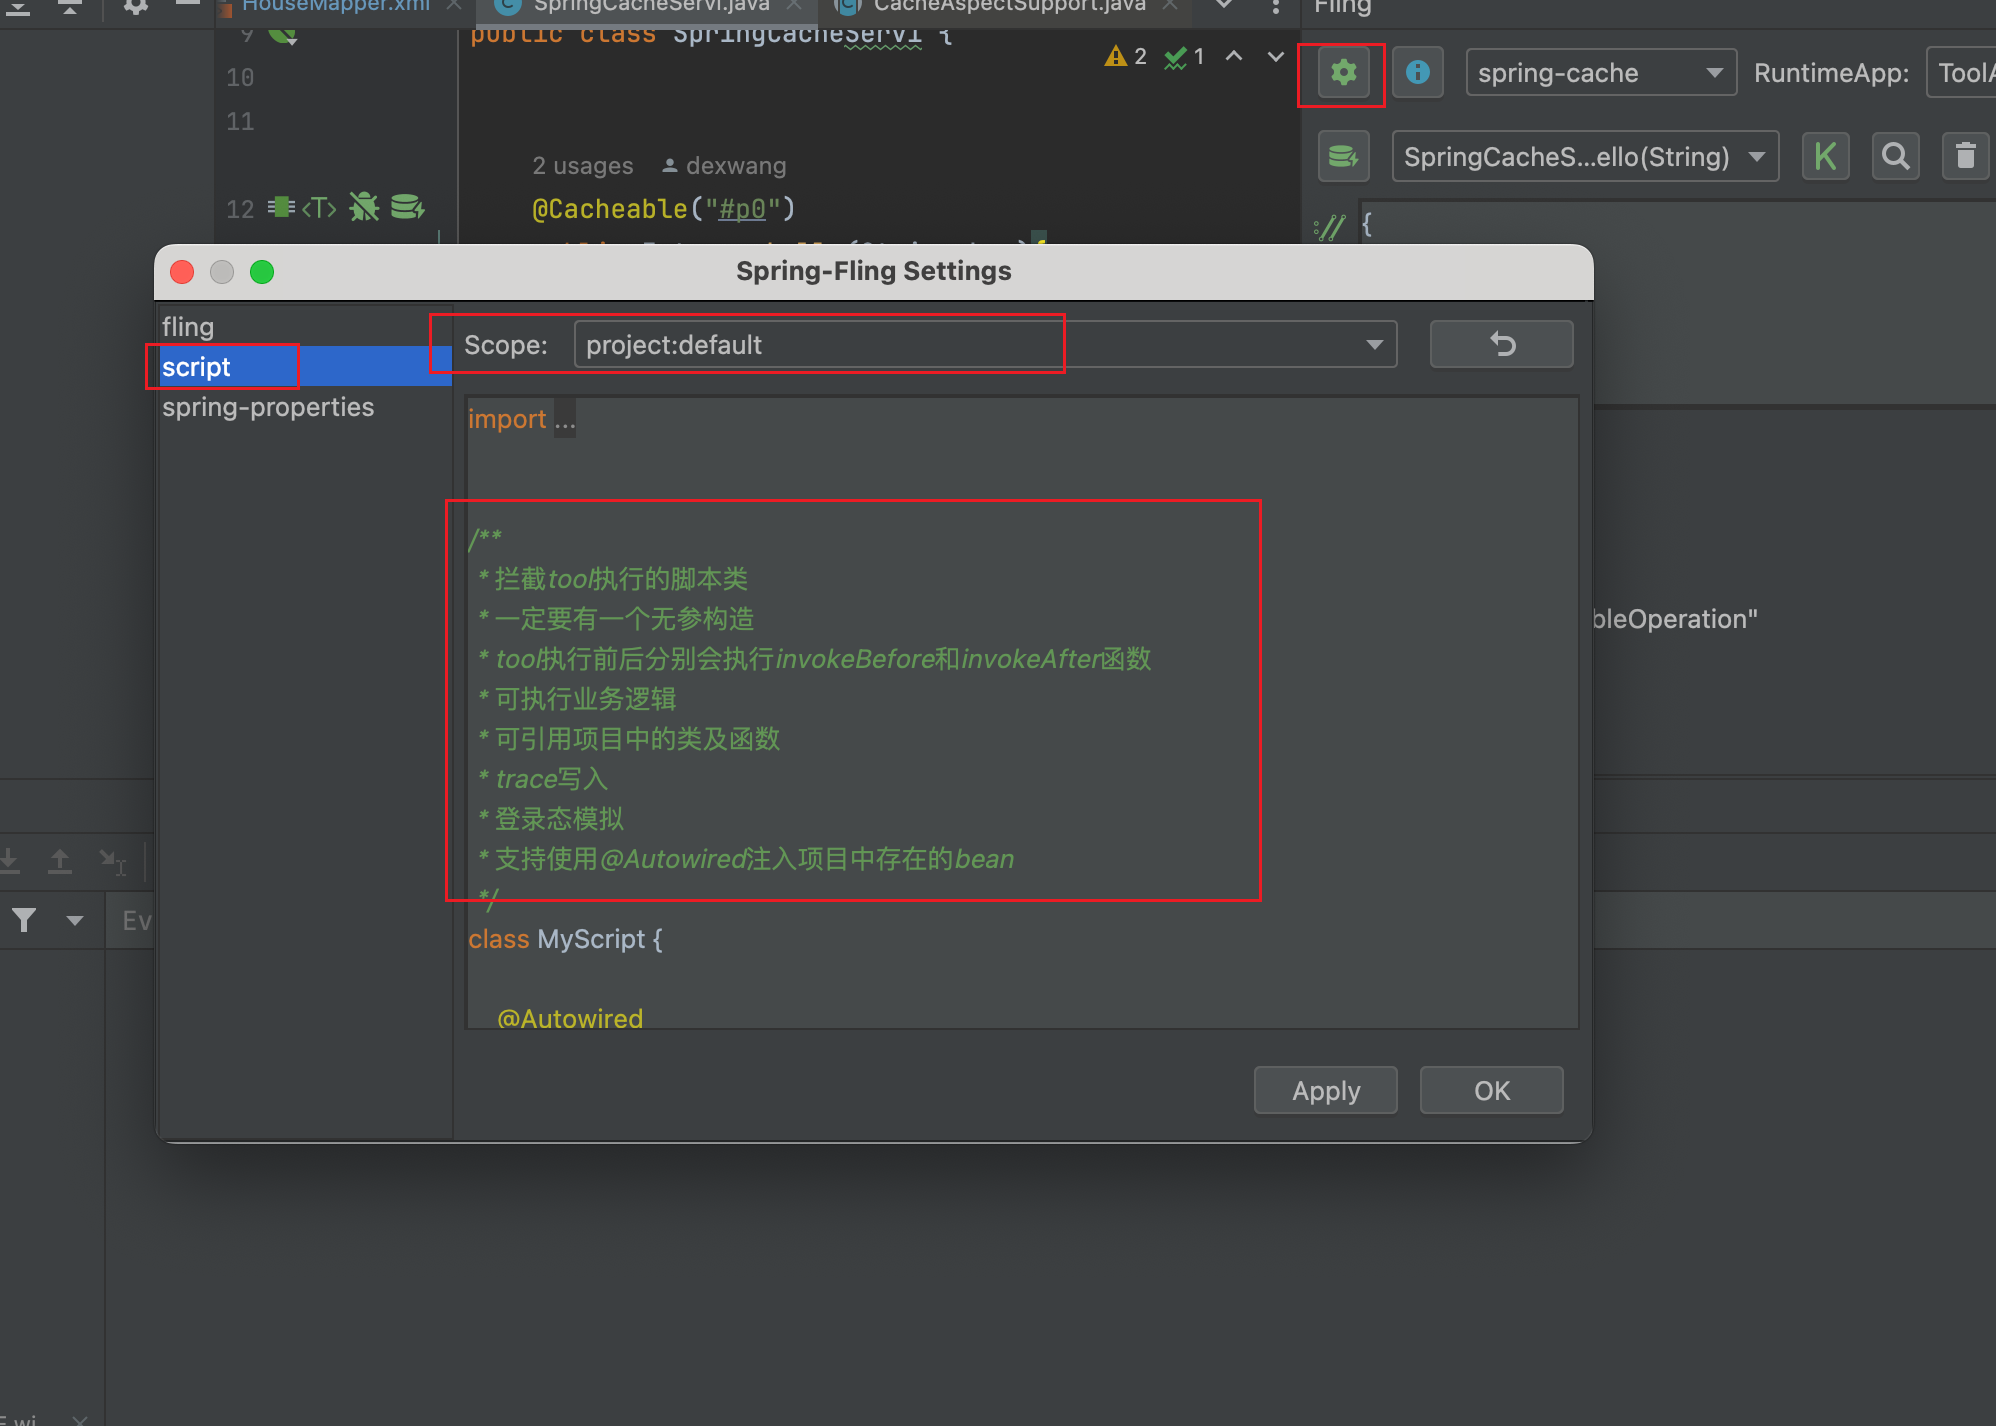 HouseMapper.xml
SpringCacheServi.java
CacheAspectSupport.java
Fling
9
public class SpringCacheServi {
2
1
10
11
spring-cache
RuntimeApp:
2 usages dexwang
SpringCacheS...ello(String)
K
12
<T>
@Cacheable("#p0")
{
Spring-Fling Settings
fling
script
spring-properties
Scope:
project:default
import ...
/**
* 拦截tool执行的脚本类
* 一定要有一个无参构造
* tool执行前后分别会执行invokeBefore和invokeAfter函数
* 可执行业务逻辑
* 可引用项目中的类及函数
* trace写入
* 登录态模拟
* 支持使用@Autowired注入项目中存在的bean
*/
class MyScript {
@Autowired
bleOperation"
Ev
Apply
OK